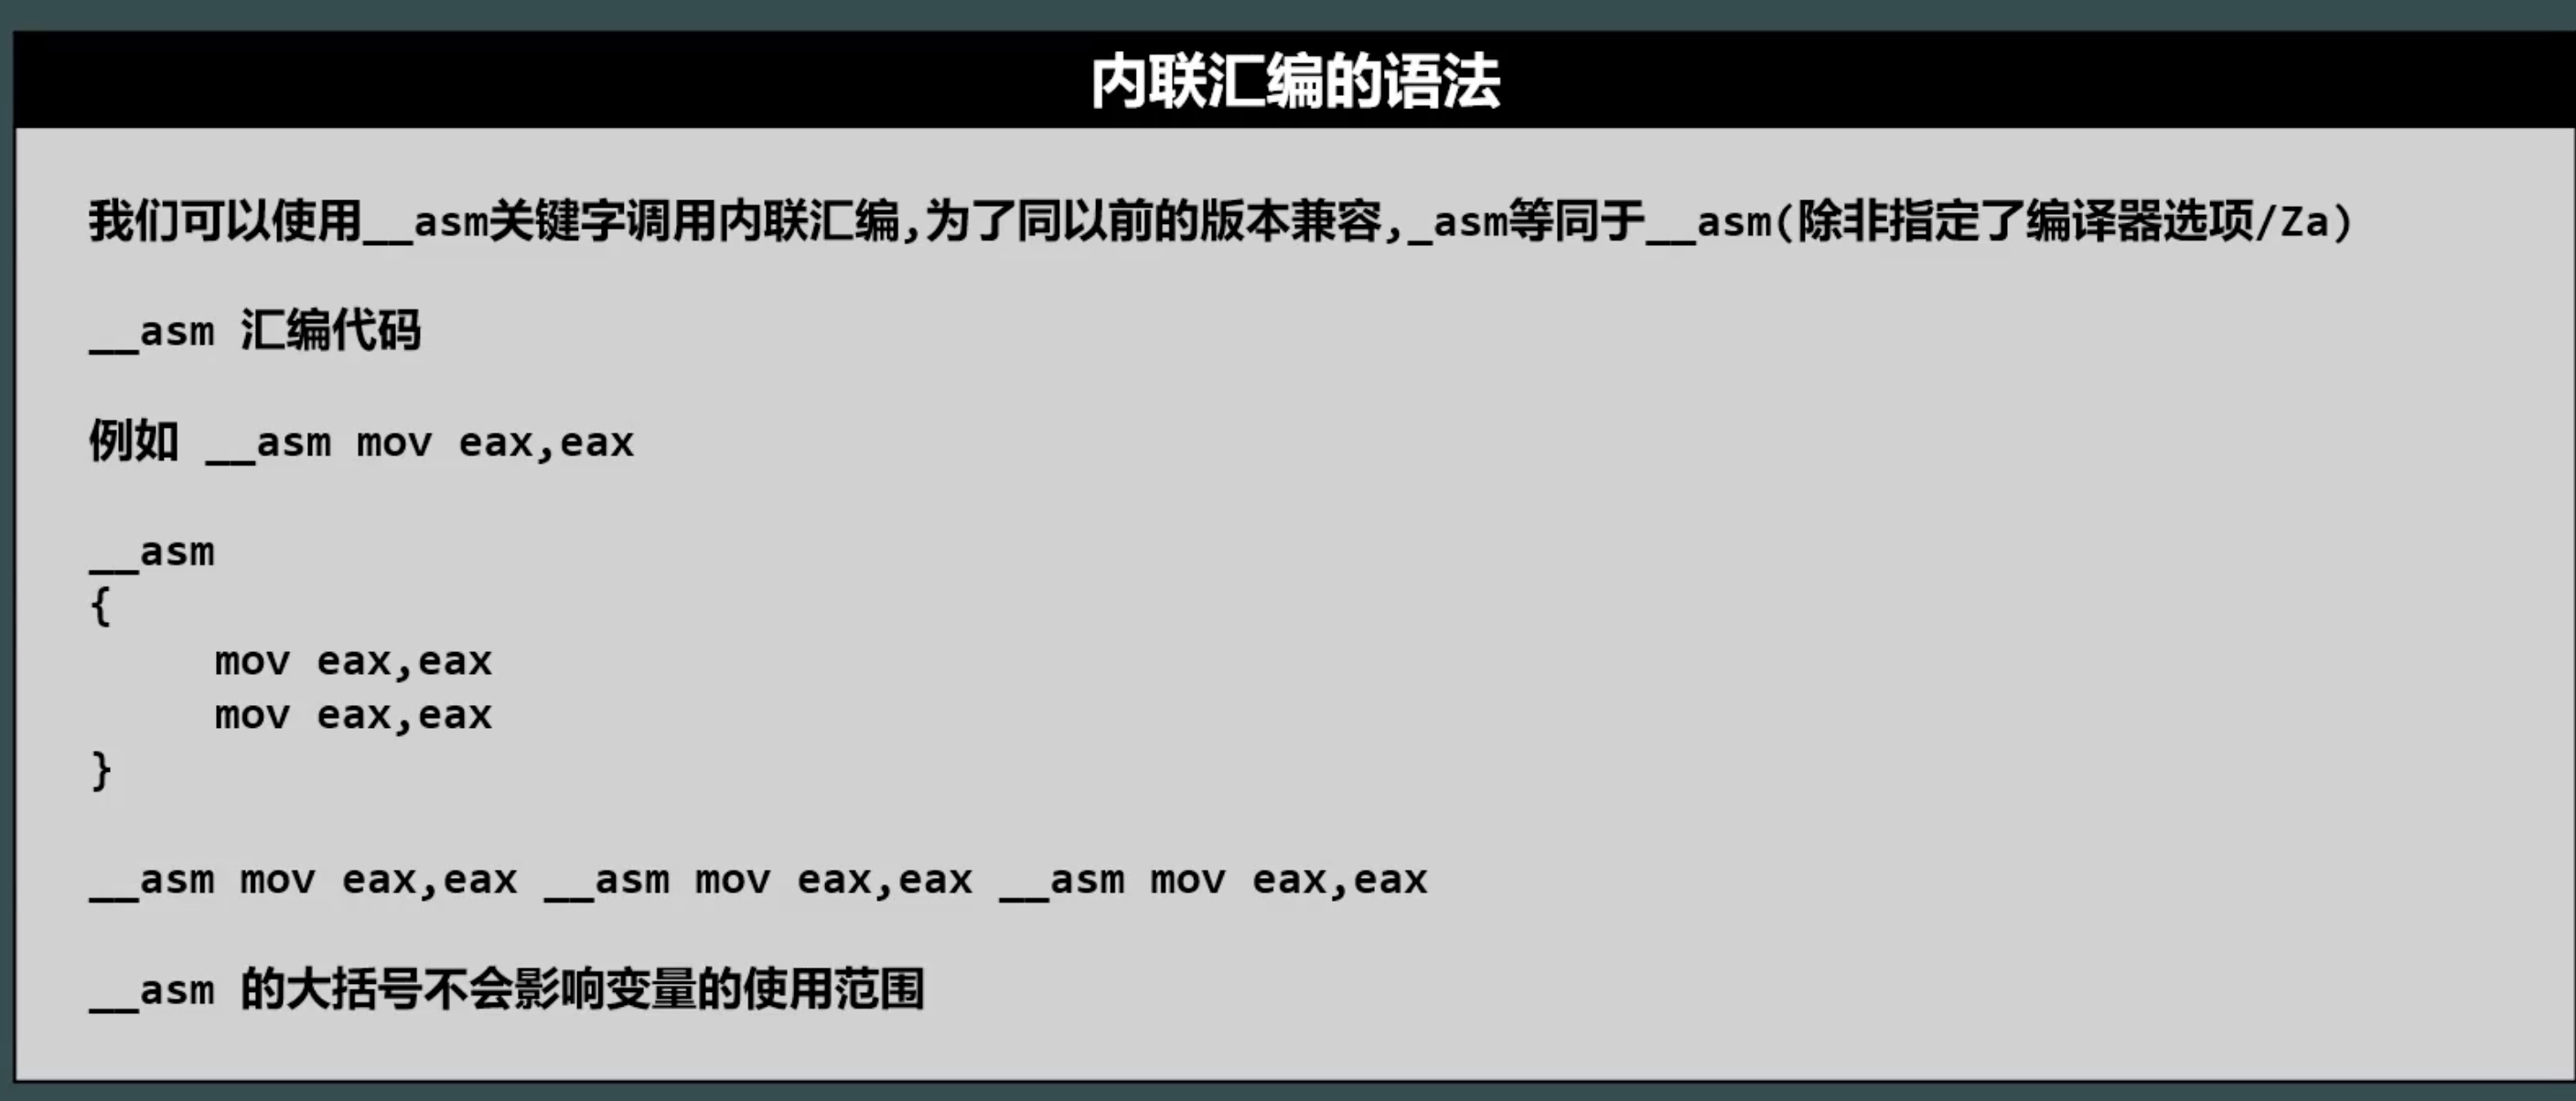 内联汇编的语法
我们可以使用__asm关键字调用内联汇编,为了同以前的版本兼容,_asm等同于__asm(除非指定了编译器选项/Za)
__asm 汇编代码
例如 __asm mov eax,eax
__asm
{
mov eax,eax
mov eax,eax
}
__asm mov eax,eax __asm mov eax,eax __asm mov eax,eax
__asm 的大括号不会影响变量的使用范围